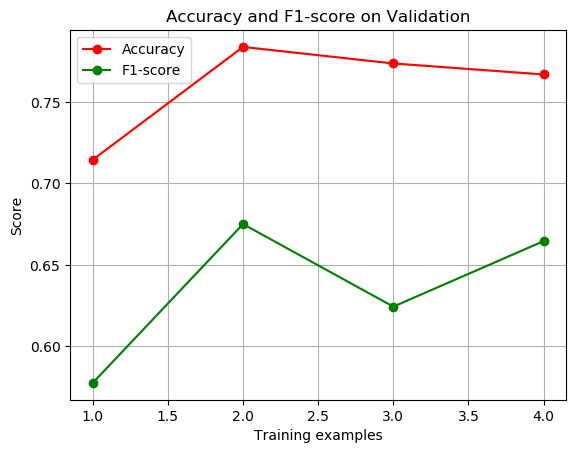 Accuracy and F1-score on Validation
Accuracy
F1-score
0.75
0.70
0.65
0.60
Score
1.0 1.5 2.0 2.5 3.0 3.5 4.0
Training examples